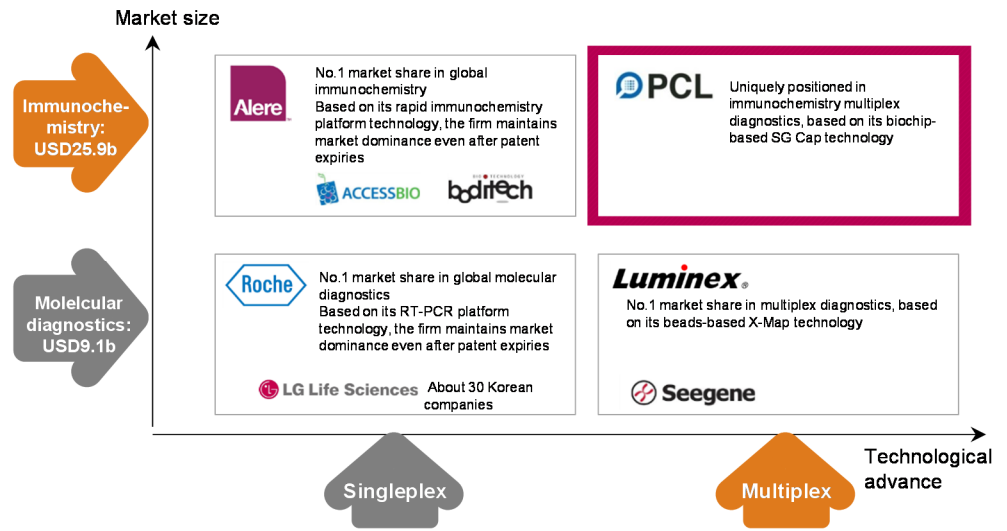 Market size
Immunoche-
mistry:
USD25.9b
Alere
No.1 market share in global
immunochemistry
Based on its rapid immunochemistry
platform technology, the firm maintains
market dominance even after patent
expiries
ACCESSBIO
BIO TECHNOLOGY
boditech
PCL
Uniquely positioned in
immunochemistry multiplex
diagnostics, based on its biochip-
based SG Cap technology
Molelcular
diagnostics:
USD9.1b
Roche
No.1 market share in global molecular
diagnostics
Based on its RT-PCR platform
technology, the firm maintains market
dominance even after patent expiries
LG Life Sciences
About 30 Korean
companies
Luminex®
No.1 market share in multiplex diagnostics, based
on its beads-based X-Map technology
Seegene
Technological
advance
Singleplex
Multiplex